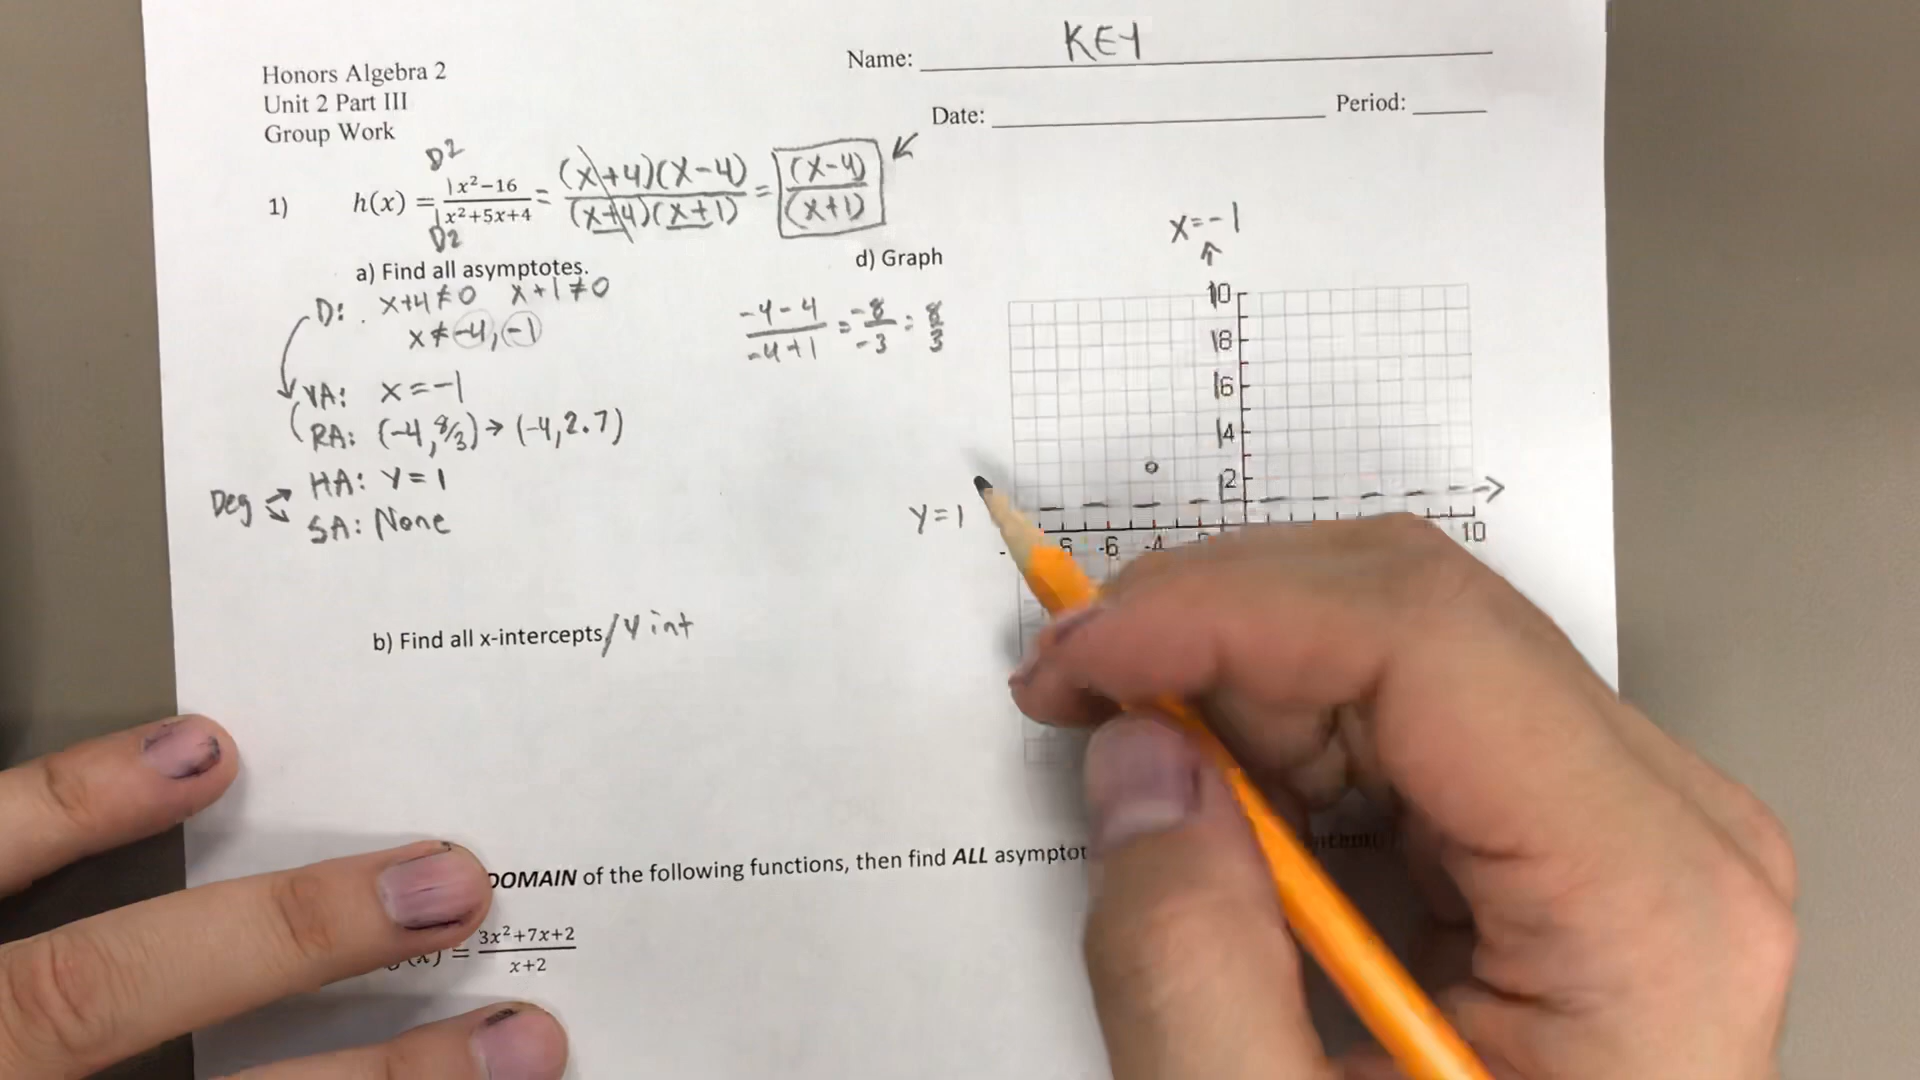 Honors Algebra 2
Unit 2 Part III
Group Work
Name: KEY
Date: Period:
D2
1) h(x) = 1x²−16 / 1x²+5x+4 = (x+4)(x−4) / (x+4)(x+1) = (x−4) / (x+1)
D2
a) Find all asymptotes.
D: x+4≠0 x+1≠0
x≠−4,−1
VA: x=−1
RA: (−4,8/3)→(−4,2.7)
Deg HA: Y=1
SA: None
d) Graph
−4−4 / −4+1 = −8 / −3 = 8 / 3
x=−1
10
8
6
4
2
y=1
-6 -4 10
b) Find all x-intercepts/Y int
DOMAIN of the following functions, then find ALL
3x²+7x+2
(x) =
x+2